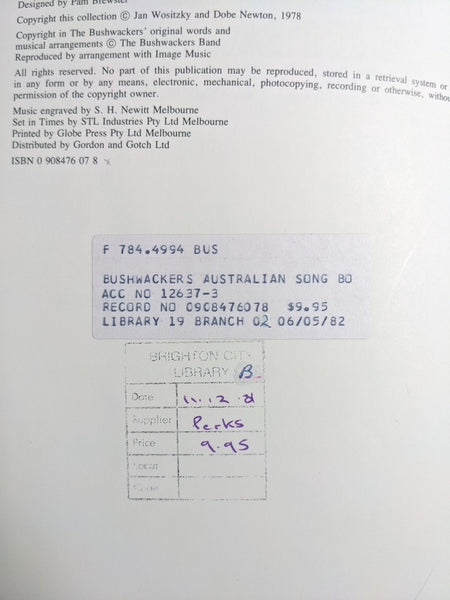 Designed by Pam Brewster
Copyright this collection © Jan Wositzky and Dobe Newton, 1978
Copyright in The Bushwackers' original words and
musical arrangements © The Bushwackers Band
Reproduced by arrangement with Image Music
All rights reserved. No part of this publication may be reproduced, stored in a retrieval system or
in any form or by any means, electronic, mechanical, photocopying, recording or otherwise, withou
permission of the copyright owner.
Music engraved by S. H. Newitt Melbourne
Set in Times by STL Industries Pty Ltd Melbourne
Printed by Globe Press Pty Ltd Melbourne
Distributed by Gordon and Gotch Ltd
ISBN 0 908476 07 8
F 784.4994 BUS
BUSHWACKERS AUSTRALIAN SONG BO
ACC NO 12637-3
RECORD NO 0908476078 $9.95
LIBRARY 19 BRANCH 02 06/05/82
BRIGHTON CITY
LIBRARY B
Date 11.12.81
Supplier Perks
Price 9.95